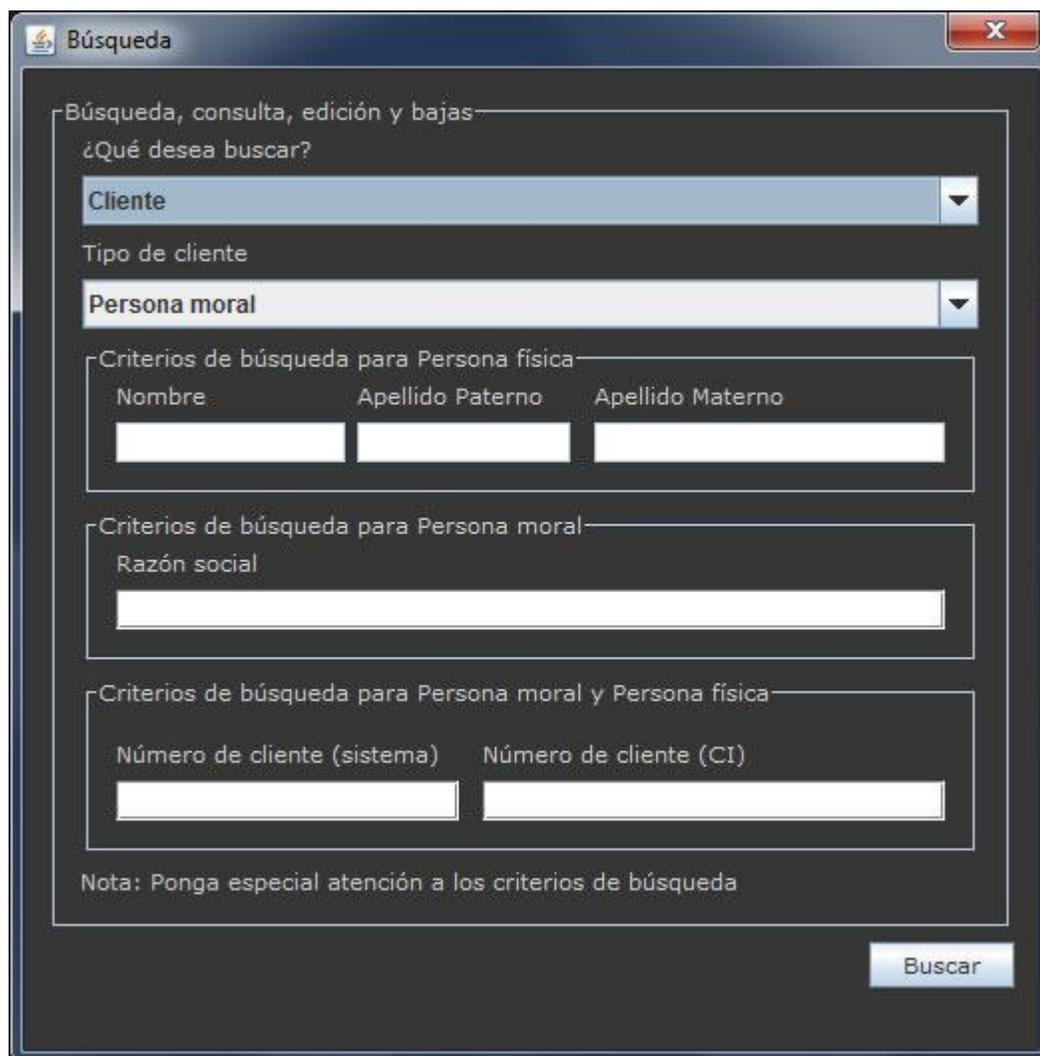 Búsqueda
Búsqueda, consulta, edición y bajas
¿Qué desea buscar?
Cliente
Tipo de cliente
Persona moral
Criterios de búsqueda para Persona física
Nombre Apellido Paterno Apellido Materno
Criterios de búsqueda para Persona moral
Razón social
Criterios de búsqueda para Persona moral y Persona física
Número de cliente (sistema) Número de cliente (CI)
Nota: Ponga especial atención a los criterios de búsqueda
Buscar